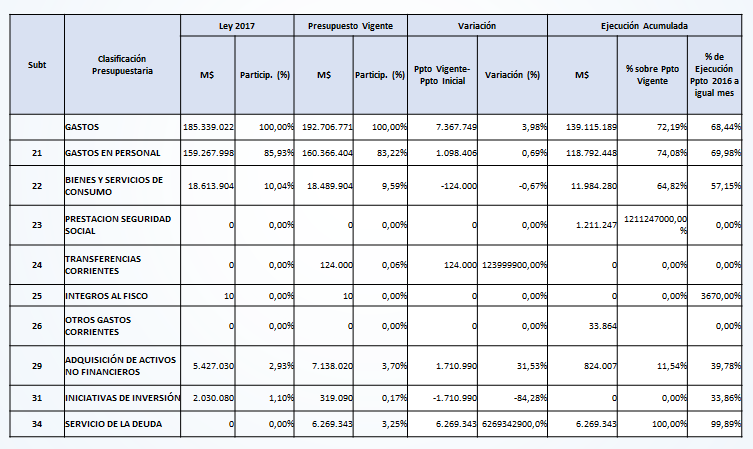 Subt Clasificación Presupuestaria Ley 2017 Presupuesto Vigente Variación Ejecución Acumulada
M$ Particip. (%) M$ Particip. (%) Ppto Vigente-Ppto Inicial Variación (%) M$ % sobre Ppto Vigente % de Ejecución Ppto 2016 a igual mes
GASTOS 185.339.022 100,00% 192.706.771 100,00% 7.367.749 3,98% 139.115.189 72,19% 68,44%
21 GASTOS EN PERSONAL 159.267.998 85,93% 160.366.404 83,22% 1.098.406 0,69% 118.792.448 74,08% 69,98%
22 BIENES Y SERVICIOS DE CONSUMO 18.613.904 10,04% 18.489.904 9,59% -124.000 -0,67% 11.984.280 64,82% 57,15%
23 PRESTACION SEGURIDAD SOCIAL 0 0,00% 0 0,00% 0 0,00% 1.211.247 1211247000,00% 0,00%
24 TRANSFERENCIAS CORRIENTES 0 0,00% 124.000 0,06% 124.000 123999900,00% 0 0,00% 0,00%
25 INTEGROS AL FISCO 10 0,00% 10 0,00% 0 0,00% 0 0,00% 3670,00%
26 OTROS GASTOS CORRIENTES 0 0,00% 0 0,00% 0 0,00% 33.864 0,00%
29 ADQUISICIÓN DE ACTIVOS NO FINANCIEROS 5.427.030 2,93% 7.138.020 3,70% 1.710.990 31,53% 824.007 11,54% 39,78%
31 INICIATIVAS DE INVERSIÓN 2.030.080 1,10% 319.090 0,17% -1.710.990 -84,28% 0 0,00% 33,86%
34 SERVICIO DE LA DEUDA 0 0,00% 6.269.343 3,25% 6.269.343 6269342900,0% 6.269.343 100,00% 99,89%